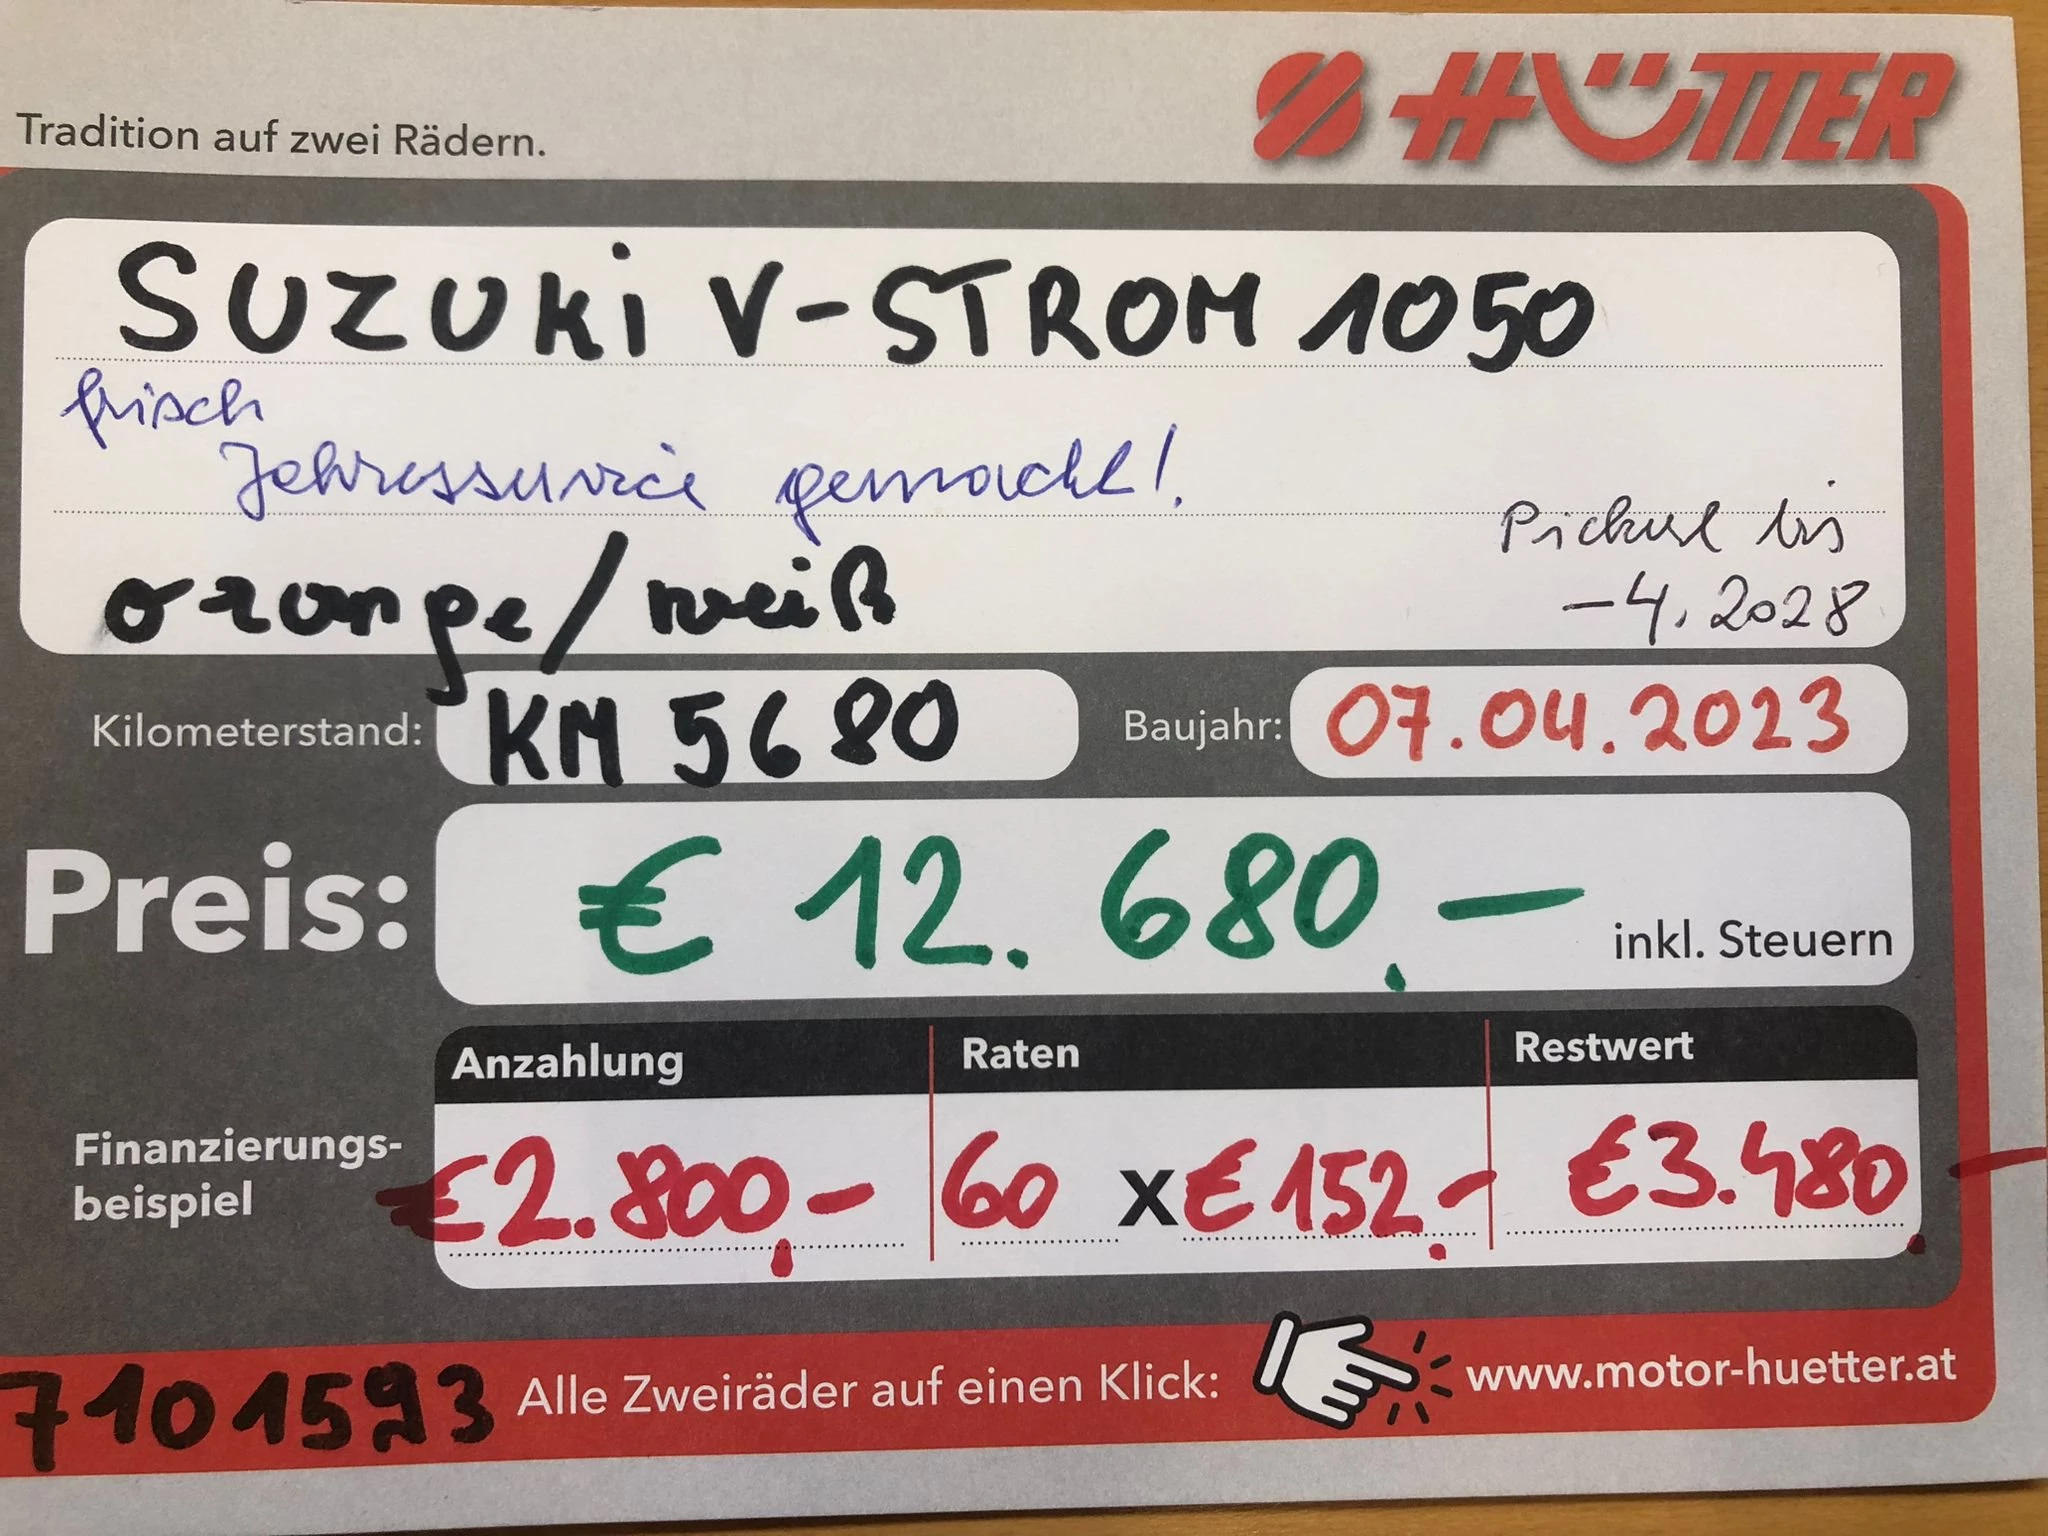 Tradition auf zwei Rädern.
HÜTTER
SUZUKi V-STROM 1050
frisch
Jahresservice gemacht!
Pickerl bis
-4.2028
orange/weiß
Kilometerstand: KM 5680 Baujahr: 07.04.2023
Preis: € 12.680,- inkl. Steuern
Anzahlung Raten Restwert
Finanzierungs-
beispiel
€2.800,- 60 x €152,- €3.480,-
7101593 Alle Zweiräder auf einen Klick: www.motor-huetter.at